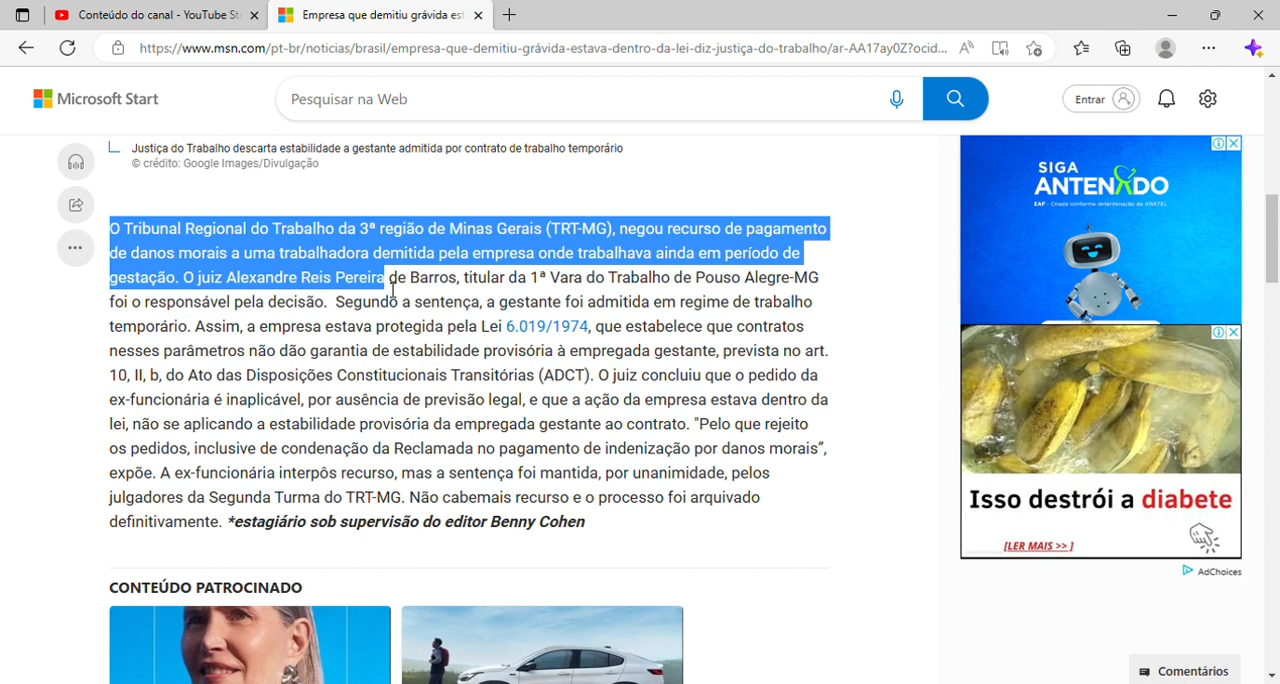 Conteúdo do canal - YouTube St
Empresa que demitiu grávida est
https://www.msn.com/pt-br/noticias/brasil/empresa-que-demitiu-grávida-estava-dentro-da-lei-diz-justiça-do-trabalho/ar-AA17ay0Z?ocid...
Microsoft Start
Pesquisar na Web
Entrar
Justiça do Trabalho descarta estabilidade a gestante admitida por contrato de trabalho temporário
© crédito: Google Images/Divulgação
O Tribunal Regional do Trabalho da 3ª região de Minas Gerais (TRT-MG), negou recurso de pagamento
de danos morais a uma trabalhadora demitida pela empresa onde trabalhava ainda em período de
gestação. O juiz Alexandre Reis Pereira de Barros, titular da 1ª Vara do Trabalho de Pouso Alegre-MG
foi o responsável pela decisão. Segundo a sentença, a gestante foi admitida em regime de trabalho
temporário. Assim, a empresa estava protegida pela Lei 6.019/1974, que estabelece que contratos
nesses parâmetros não dão garantia de estabilidade provisória à empregada gestante, prevista no art.
10, II, b, do Ato das Disposições Constitucionais Transitórias (ADCT). O juiz concluiu que o pedido da
ex-funcionária é inaplicável, por ausência de previsão legal, e que a ação da empresa estava dentro da
lei, não se aplicando a estabilidade provisória da empregada gestante ao contrato. "Pelo que rejeito
os pedidos, inclusive de condenação da Reclamada no pagamento de indenização por danos morais”,
expõe. A ex-funcionária interpôs recurso, mas a sentença foi mantida, por unanimidade, pelos
julgadores da Segunda Turma do TRT-MG. Não cabemais recurso e o processo foi arquivado
definitivamente. *estagiário sob supervisão do editor Benny Cohen
CONTEÚDO PATROCINADO
SIGA
ANTENADO
EAF - Criada conforme determinação da ANATEL
Isso destrói a diabete
[LER MAIS >> ]
AdChoices
Comentários